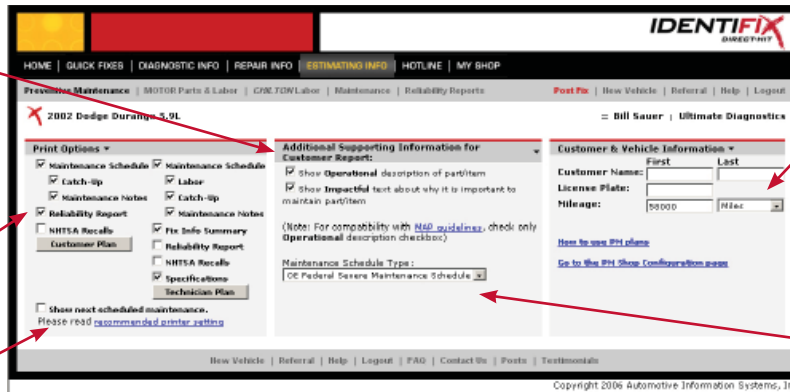 IDENTIFIX
DIRECT-HIT
HOME | QUICK FIXES | DIAGNOSTIC INFO | REPAIR INFO | ESTIMATING INFO | HOTLINE | MY SHOP
Preventive Maintenance | MOTOR Parts & Labor | CHILTON Labor | Maintenance | Reliability Reports
Post Fix | New Vehicle | Referral | Help | Logout
2002 Dodge Durango 5.9L
:: Bill Sauer | Ultimate Diagnostics
Print Options
Maintenance Schedule
Catch-Up
Maintenance Notes
Reliability Report
NHTSA Recalls
Customer Plan
Maintenance Schedule
Labor
Catch-Up
Maintenance Notes
Fix Info Summary
Reliability Report
NHTSA Recalls
Specifications
Technician Plan
Show next scheduled maintenance.
Please read recommended printer setting
Additional Supporting Information for
Customer Report:
Show Operational description of part/item
Show Impactful text about why it is important to
maintain part/item
(Note: For compatibility with MAP guidelines, check only
Operational description checkbox)
Maintenance Schedule Type:
OE Federal Severe Maintenance Schedule
Customer & Vehicle Information
First Last
Customer Name:
License Plate:
Mileage: 58000 Miles
How to use PM plans
Go to the PM Shop Configuration page
New Vehicle | Referral | Help | Logout | FAQ | Contact Us | Posts | Testimonials
Copyright 2006 Automotive Information Systems,